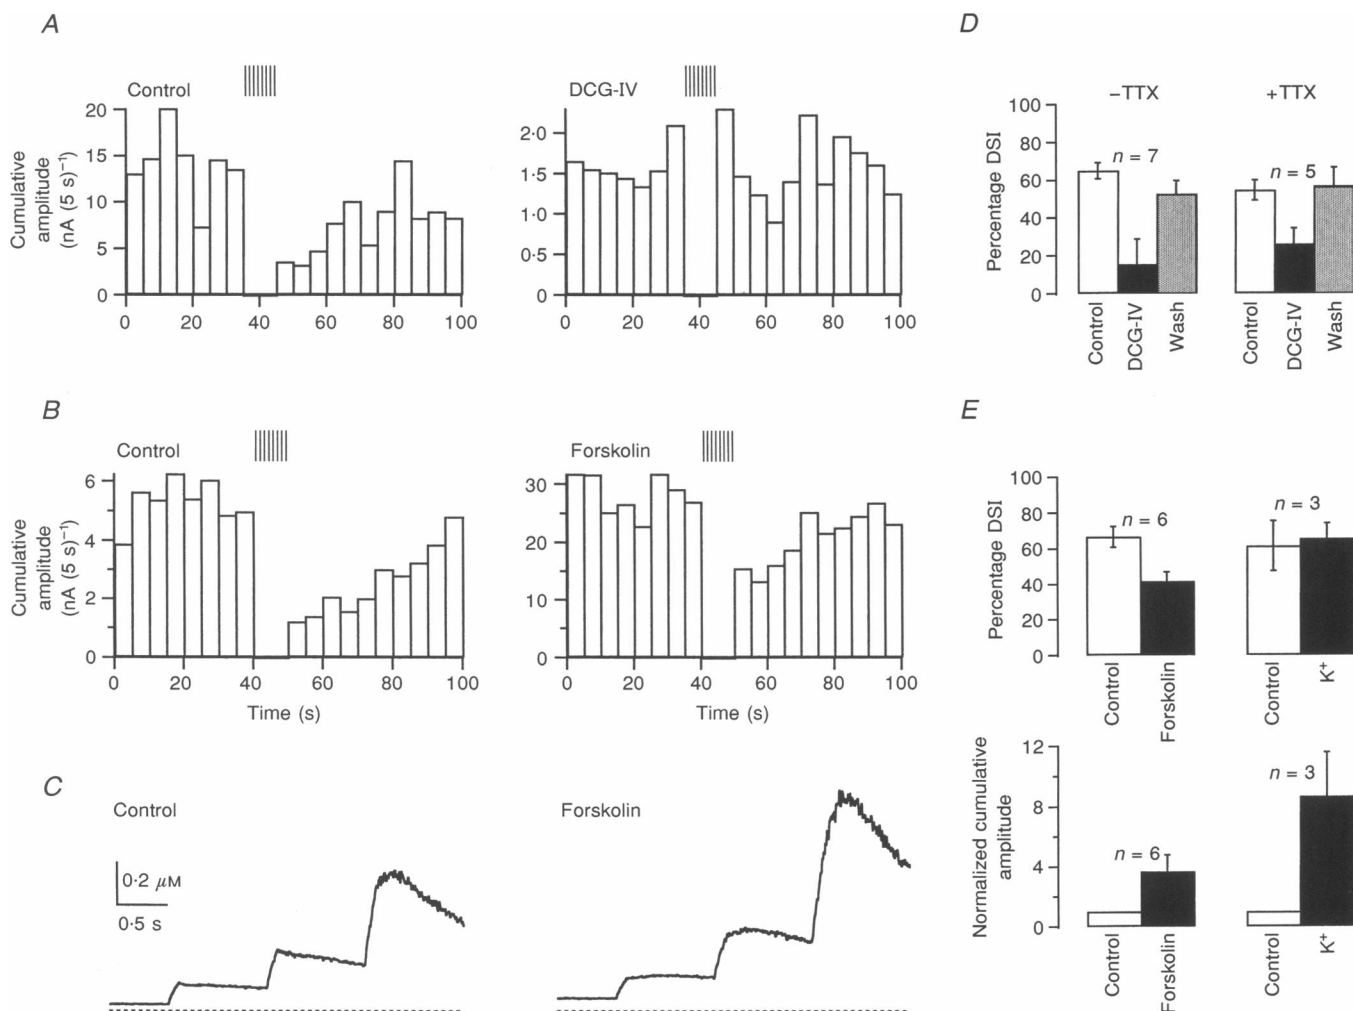 A
Control
DCG-IV
Cumulative
amplitude
(nA (5 s)⁻¹)
20
15
10
5
0
0 20 40 60 80 100
2·0
1·5
1·0
0·5
0
0 20 40 60 80 100
B
Control
Forskolin
Cumulative
amplitude
(nA (5 s)⁻¹)
6
4
2
0
0 20 40 60 80 100
Time (s)
30
20
10
0
0 20 40 60 80 100
Time (s)
C
Control
Forskolin
0·2 μM
0·5 s
D
−TTX
+TTX
Percentage DSI
100
80
60
40
20
0
n = 7
n = 5
Control
DCG-IV
Wash
Control
DCG-IV
Wash
E
Percentage DSI
100
80
60
40
20
0
n = 6
n = 3
Control
Forskolin
Control
K⁺
Normalized cumulative
amplitude
12
8
4
0
n = 6
n = 3
Control
Forskolin
Control
K⁺